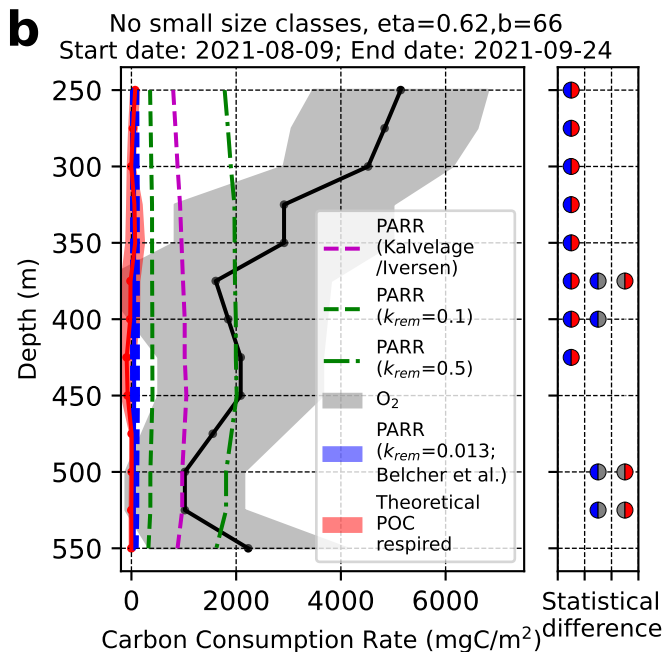 b
No small size classes, eta=0.62,b=66
Start date: 2021-08-09; End date: 2021-09-24
250
300
350
400
450
500
550
Depth (m)
PARR
(Kalvelage
/Iversen)
PARR
(k_rem=0.1)
PARR
(k_rem=0.5)
O₂
PARR
(k_rem=0.013;
Belcher et al.)
Theoretical
POC
respired
0 2000 4000 6000
Carbon Consumption Rate (mgC/m²)
Statistical
difference